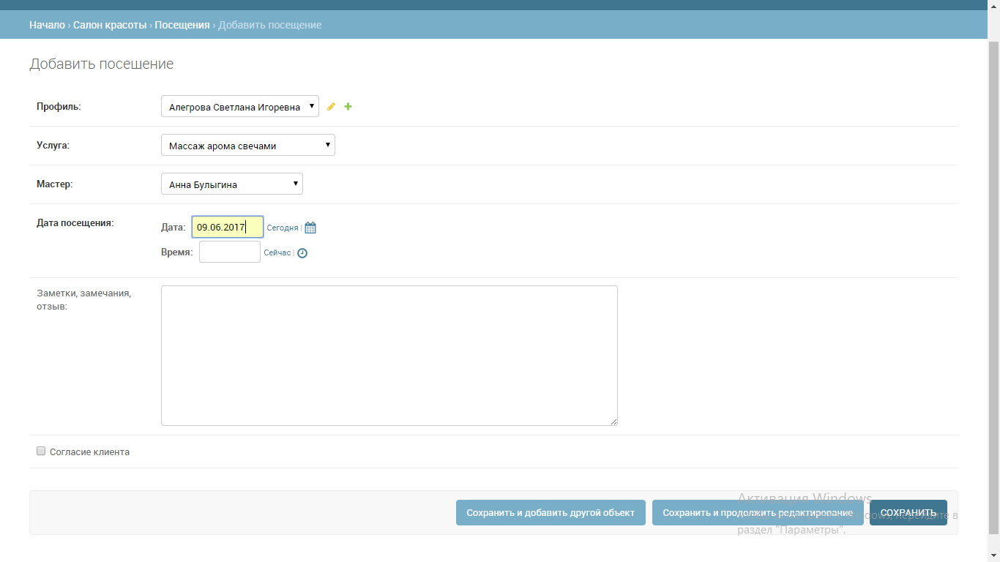 Начало › Салон красоты › Посещения › Добавить посещение
Добавить посещение
Профиль: Алегрова Светлана Игоревна
Услуга: Массаж арома свечами
Мастер: Анна Булыгина
Дата посещения: Дата: 09.06.2017 Сегодня |
Время: Сейчас |
Заметки, замечания,
отзыв:
Согласие клиента
Активация Windows
Сохранить и добавить другой объект Сохранить и продолжить редактирование СОХРАНИТЬ
перейдите в
раздел "Параметры".